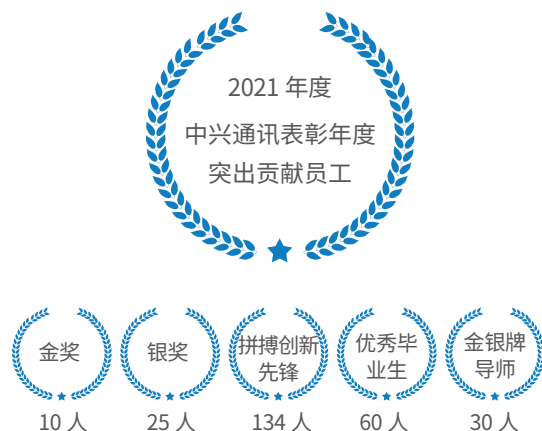 2021 年度
中兴通讯表彰年度
突出贡献员工
金奖
银奖
拼搏创新
先锋
优秀毕
业生
金银牌
导师
10 人
25 人
134 人
60 人
30 人